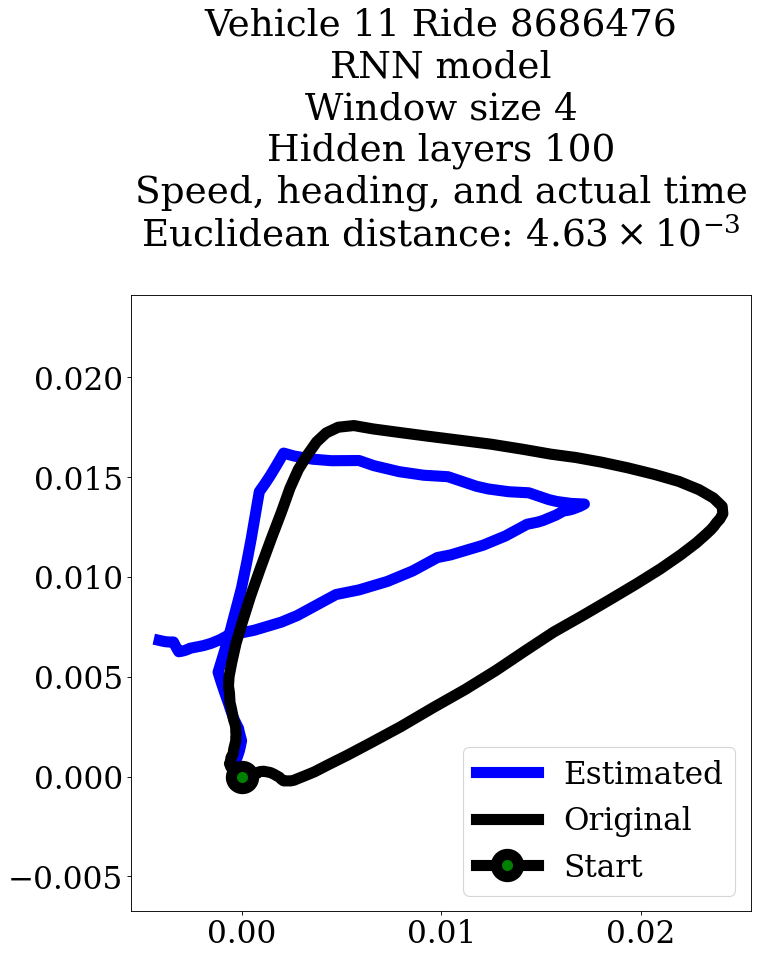 Vehicle 11 Ride 8686476
RNN model
Window size 4
Hidden layers 100
Speed, heading, and actual time
Euclidean distance: 4.63 × 10⁻³
0.020
0.015
0.010
0.005
0.000
−0.005
0.00 0.01 0.02
Estimated
Original
Start